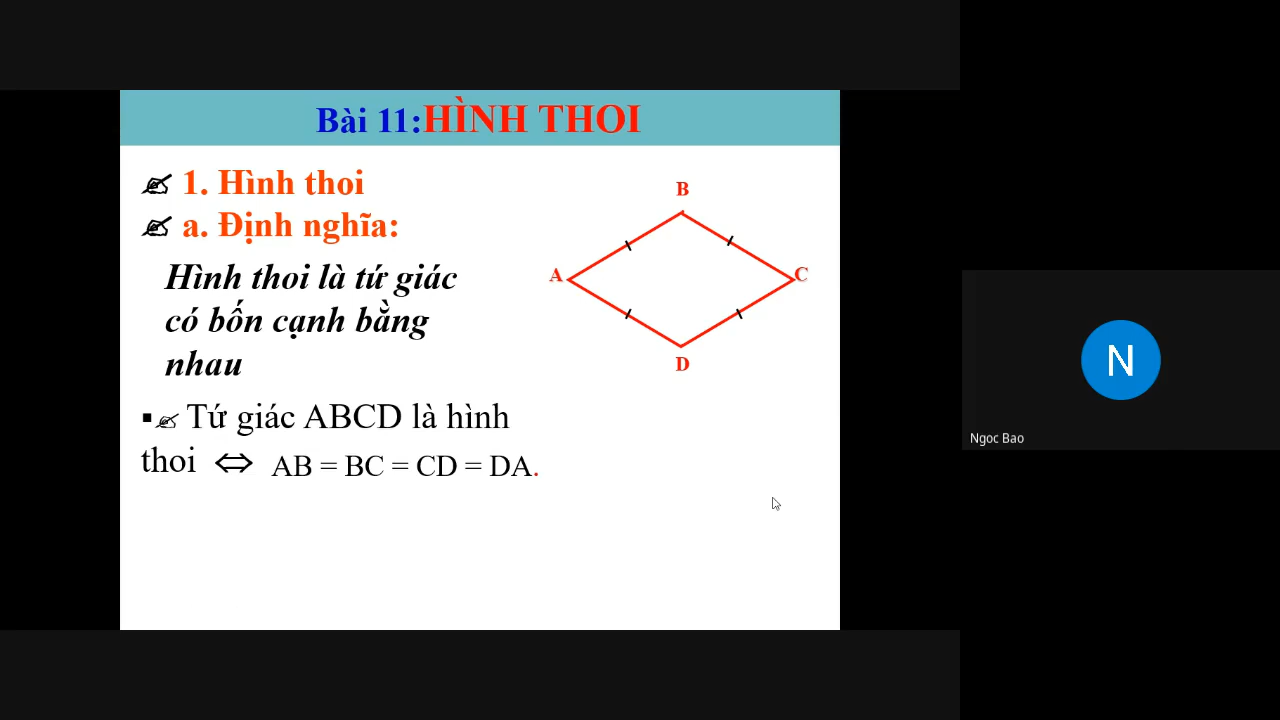 Bài 11:HÌNH THOI
1. Hình thoi
a. Định nghĩa:
Hình thoi là tứ giác
có bốn cạnh bằng
nhau
Tứ giác ABCD là hình
thoi ⇔ AB = BC = CD = DA.
B
A
C
D
N
Ngoc Bao